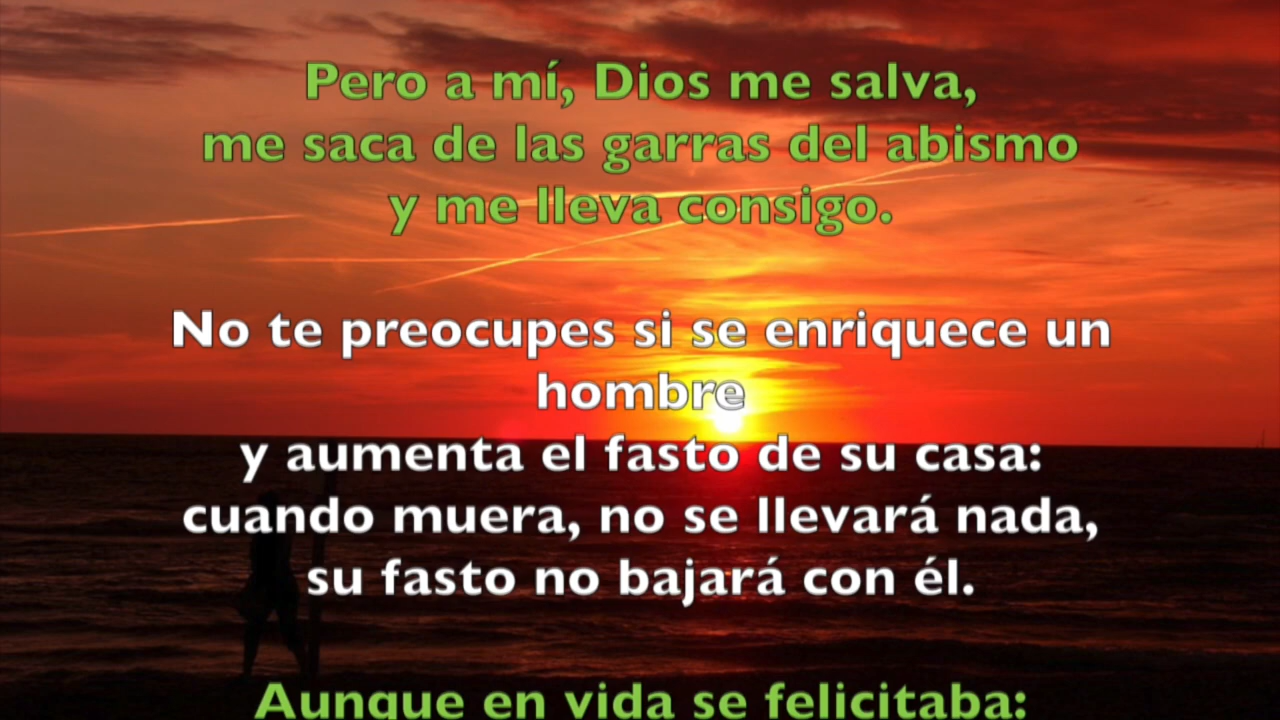 Pero a mí, Dios me salva,
me saca de las garras del abismo
y me lleva consigo.
No te preocupes si se enriquece un
hombre
y aumenta el fasto de su casa:
cuando muera, no se llevará nada,
su fasto no bajará con él.
Aunque en vida se felicitaba: